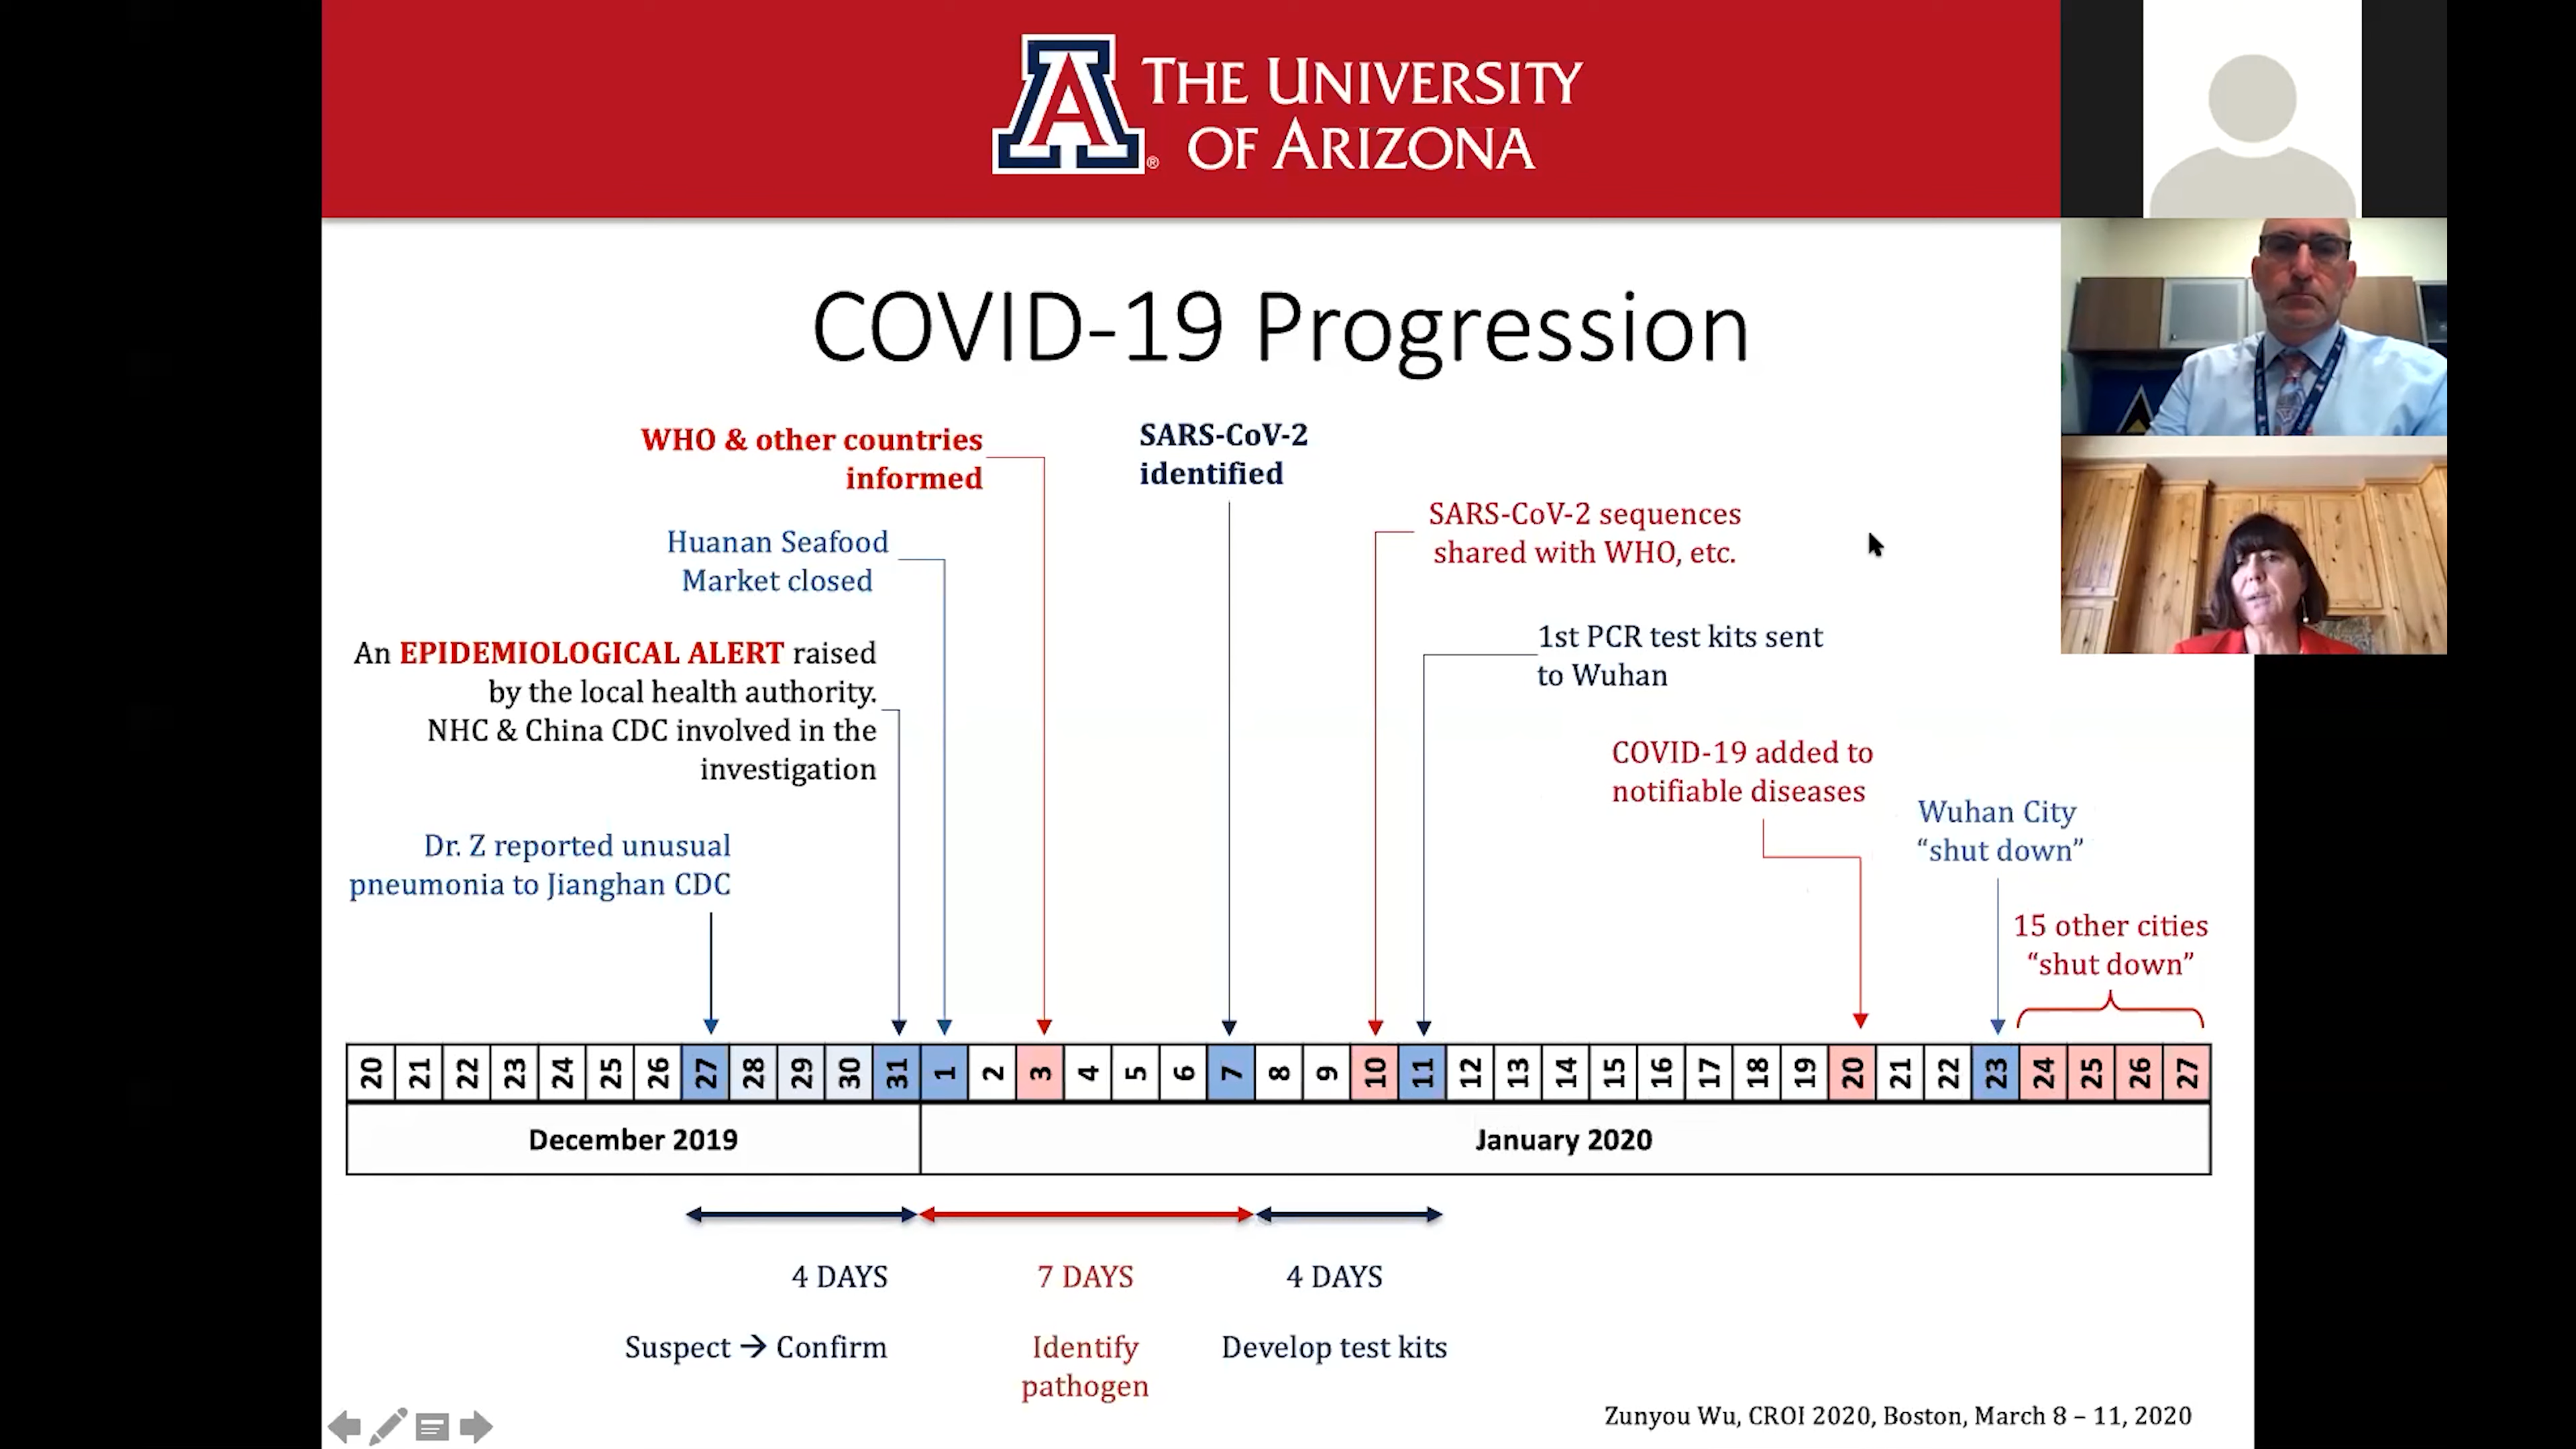 THE UNIVERSITY
OF ARIZONA
®
COVID-19 Progression
WHO & other countries
informed
SARS-CoV-2
identified
SARS-CoV-2 sequences
shared with WHO, etc.
Huanan Seafood
Market closed
1st PCR test kits sent
to Wuhan
An EPIDEMIOLOGICAL ALERT raised
by the local health authority.
NHC & China CDC involved in the
investigation
COVID-19 added to
notifiable diseases
Wuhan City
“shut down”
Dr. Z reported unusual
pneumonia to Jianghan CDC
15 other cities
“shut down”
20 21 22 23 24 25 26 27 28 29 30 31 1 2 3 4 5 6 7 8 9 10 11 12 13 14 15 16 17 18 19 20 21 22 23 24 25 26 27
December 2019 January 2020
4 DAYS 7 DAYS 4 DAYS
Suspect → Confirm Identify Develop test kits
pathogen
Zunyou Wu, CROI 2020, Boston, March 8 – 11, 2020